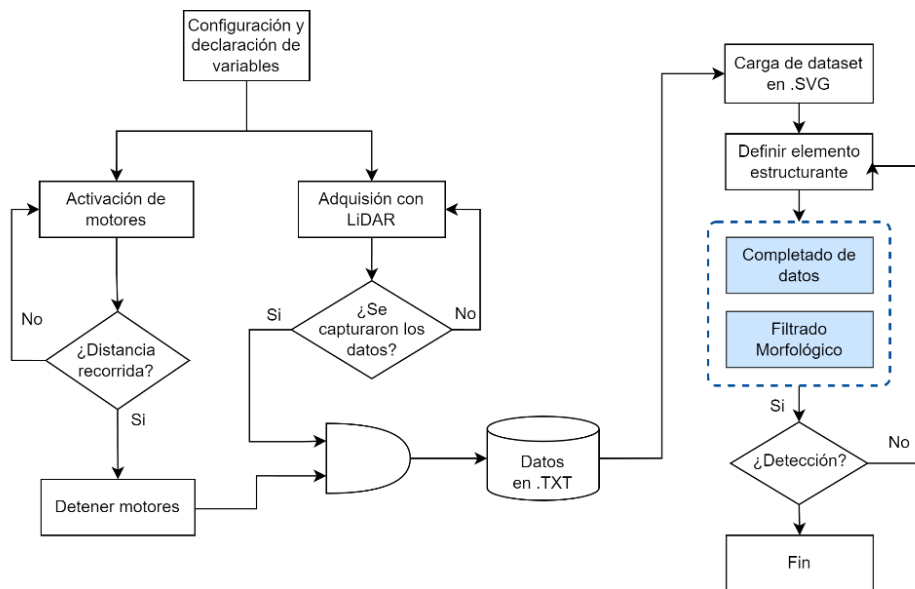 Configuración y
declaración de
variables
Activación de
motores
No
¿Distancia
recorrida?
Si
Detener motores
Adquisión con
LiDAR
¿Se
capturaron los
datos?
Si
No
Datos
en .TXT
Carga de dataset
en .SVG
Definir elemento
estructurante
Completado de
datos
Filtrado
Morfológico
Si
¿Detección?
No
Fin